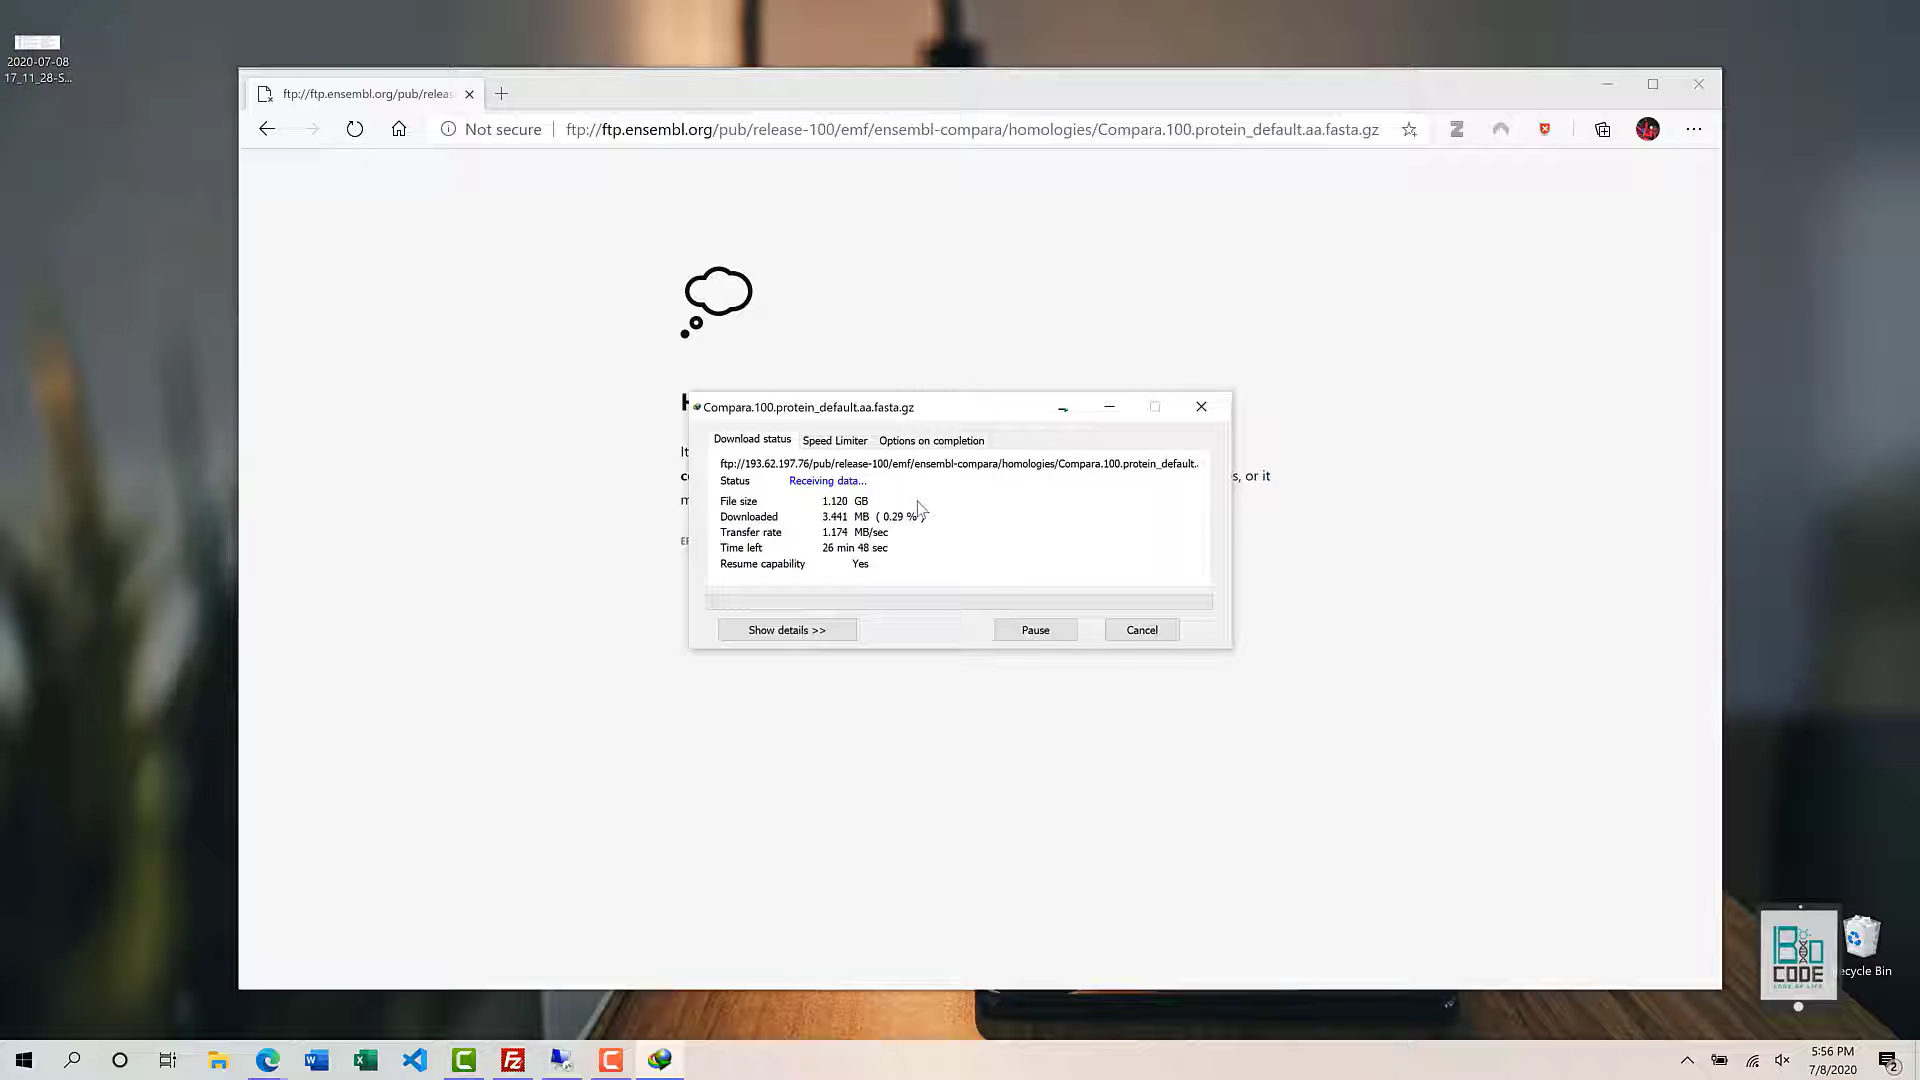 2020-07-08
17_11_28-S...
ftp://ftp.ensembl.org/pub/releas
Not secure
ftp://ftp.ensembl.org/pub/release-100/emf/ensembl-compara/homologies/Compara.100.protein_default.aa.fasta.gz
Compara.100.protein_default.aa.fasta.gz
Download status
Speed Limiter
Options on completion
ftp://193.62.197.76/pub/release-100/emf/ensembl-compara/homologies/Compara.100.protein_default..
Status Receiving data...
s, or it
File size 1.120 GB
Downloaded 3.441 MB ( 0.29 % )
Transfer rate 1.174 MB/sec
Time left 26 min 48 sec
Resume capability Yes
Show details >>
Pause
Cancel
BIO
CODE
CODE OF LIFE
ecycle Bin
5:56 PM
7/8/2020
2